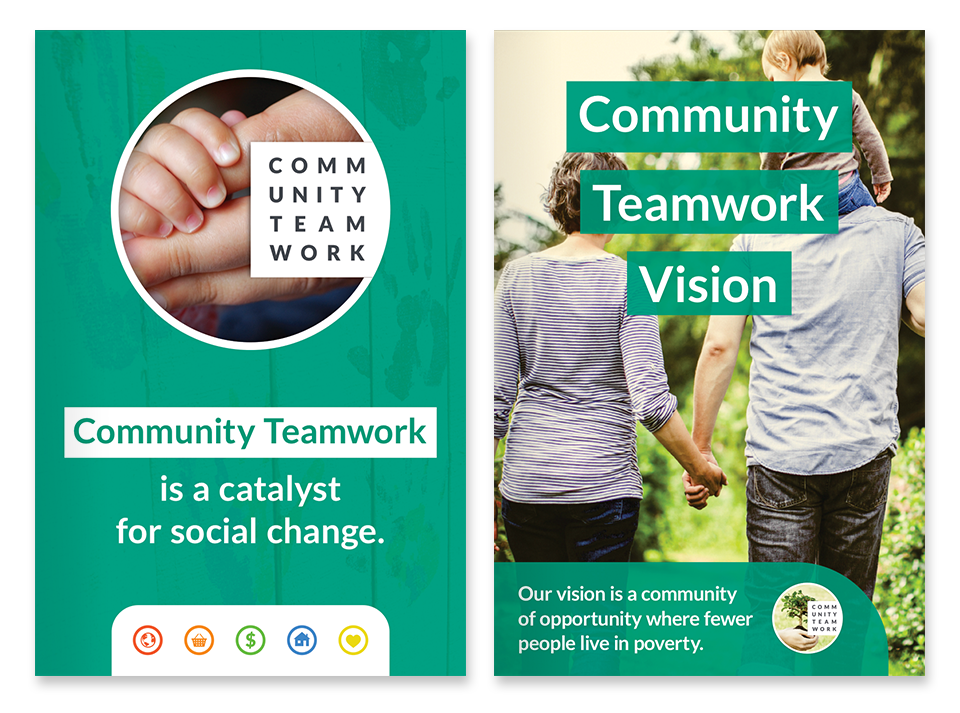 COMM
UNITY
TEAM
WORK
Community Teamwork
is a catalyst
for social change.
$
Community
Teamwork
Vision
Our vision is a community
of opportunity where fewer
people live in poverty.
COMM
UNITY
TEAM
WORK